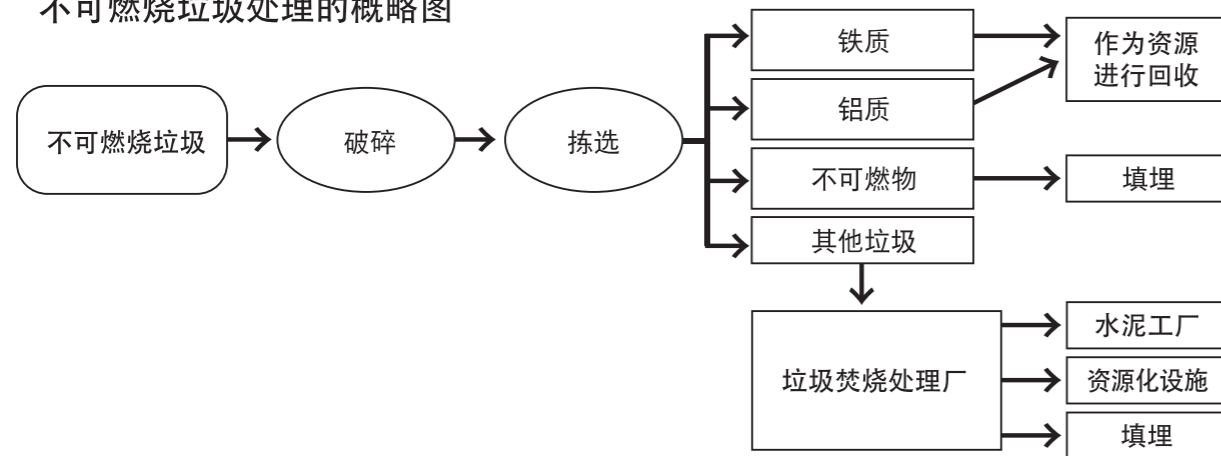 不可燃烧垃圾处理的概略图
不可燃烧垃圾
破碎
拣选
铁质
铝质
不可燃物
其他垃圾
作为资源
进行回收
填埋
垃圾焚烧处理厂
水泥工厂
资源化设施
填埋